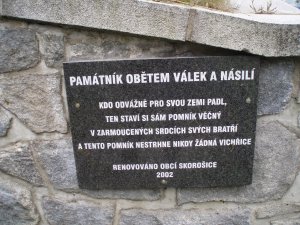 PAMÁTNÍK OBĚTEM VÁLEK A NÁSILÍ
KDO ODVÁŽNĚ PRO SVOU ZEMI PADL,
TEN STAVÍ SI SÁM POMNÍK VĚČNÝ
V ZARMOUCENÝCH SRDCÍCH SVÝCH BRATŘÍ
A TENTO POMNÍK NESTRHNE NIKDY ŽÁDNÁ VICHŘICE
RENOVOVÁNO OBCÍ SKOROŠICE
2002